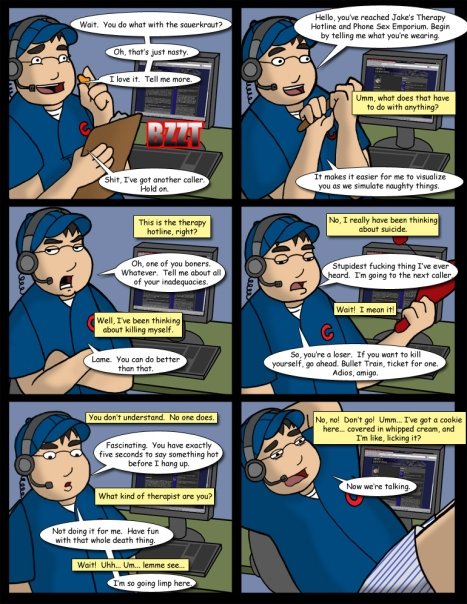 Wait. You do what with the sauerkraut?
Oh, that's just nasty.
I love it. Tell me more.
BZZT
Shit, I've got another caller.
Hold on.
Hello, you've reached Jake's Therapy
Hotline and Phone Sex Emporium. Begin
by telling me what you're wearing.
Umm, what does that have
to do with anything?
It makes it easier for me to visualize
you as we simulate naughty things.
This is the therapy
hotline, right?
Oh, one of you boners.
Whatever. Tell me about all
of your inadequacies.
Well, I've been thinking
about killing myself.
Lame. You can do better
than that.
No, I really have been thinking
about suicide.
Stupidest fucking thing I've ever
heard. I'm going to the next caller.
Wait! I mean it!
So, you're a loser. If you want to kill
yourself, go ahead. Bullet Train, ticket for one.
Adios, amigo.
You don't understand. No one does.
Fascinating. You have exactly
five seconds to say something hot
before I hang up.
What kind of therapist are you?
Not doing it for me. Have fun
with that whole death thing.
Wait! Uhh... Um... lemme see...
I'm so going limp here.
No, no! Don't go! Umm... I've got a cookie
here... covered in whipped cream, and
I'm like, licking it?
Now we're talking.